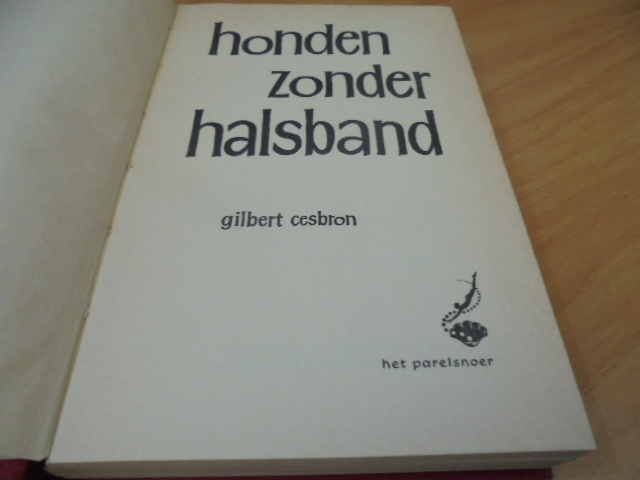 honden
zonder
halsband
gilbert cesbron
het parelsnoer